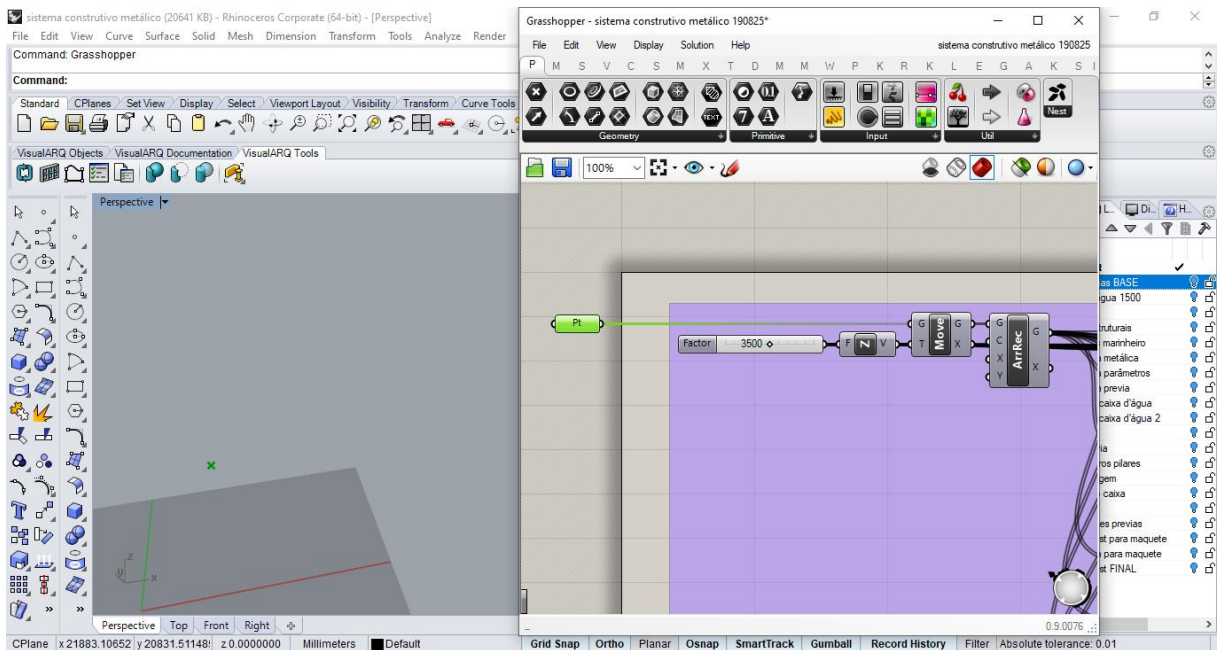 sistema construtivo metálico (20641 KB) - Rhinoceros Corporate (64-bit) - [Perspective]
File Edit View Curve Surface Solid Mesh Dimension Transform Tools Analyze Render
Command: Grasshopper
Command:
Standard CPlanes Set View Display Select Viewport Layout Visibility Transform Curve Tools
VisualARQ Objects VisualARQ Documentation VisualARQ Tools
Perspective
z
y
x
Perspective Top Front Right
CPlane x 21883.10652 y 20831.51148 z 0.0000000 Millimeters Default
Grasshopper - sistema construtivo metálico 190825*
File Edit View Display Solution Help sistema construtivo metálico 190825
P M S V C S M X T D M M W P K R K L E G A K S
Nest
Geometry Primitive Input Util
100%
Pt
Factor 3500
F V
G T Move G X
G C X Y ArrRec G X
0.9.0076
L... Di... H...
as BASE
gua 1500
truturais
marinheiro
metálica
parâmetros
previa
caixa d'água
caixa d'água 2
ia
ros pilares
gem
caixa
es previas
st para maquete
para maquete
st FINAL
Grid Snap Ortho Planar Osnap SmartTrack Gumball Record History Filter Absolute tolerance: 0.01